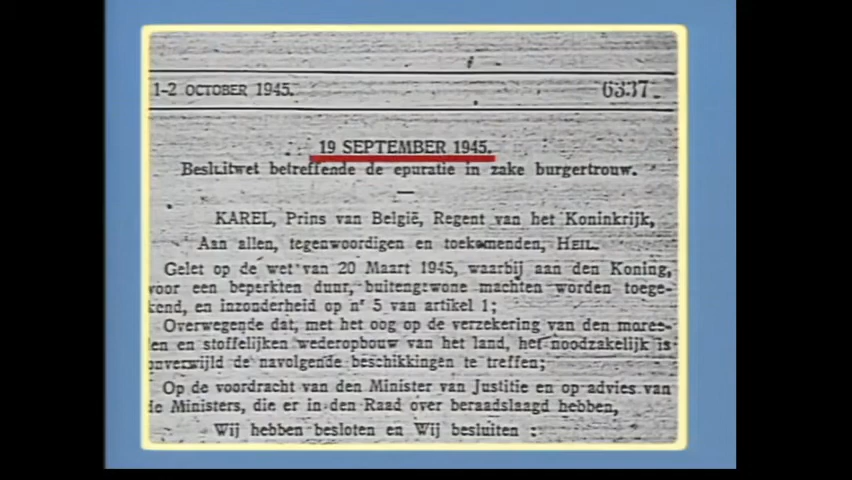 1-2 OCTOBER 1945.
6337
19 SEPTEMBER 1945.
Besluitwet betreffende de epuratie in zake burgertrouw.
KAREL, Prins van België, Regent van het Koninkrijk,
Aan allen, tegenwoordigen en toekomenden, HEIL.
Gelet op de wet van 20 Maart 1945, waarbij aan den Koning,
voor een beperkten duur, buitengewone machten worden toege-
kend, en inzonderheid op nr 5 van artikel 1;
Overwegende dat, met het oog op de verzekering van den mores-
len en stoffelijken wederopbouw van het land, het noodzakelijk is
onverwijld de navolgende beschikkingen te treffen;
Op de voordracht van den Minister van Justitie en op advies van
de Ministers, die er in den Raad over beraadslaagd hebben,
Wij hebben besloten en Wij besluiten :